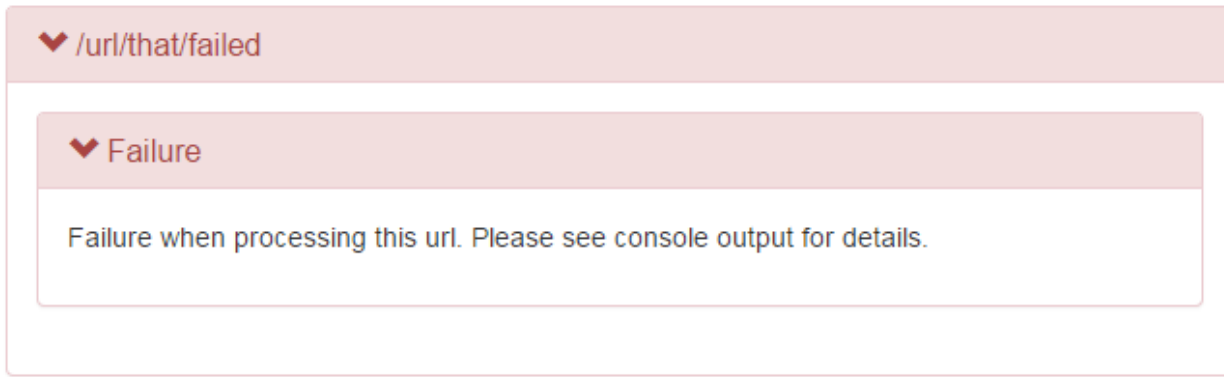 /url/that/failed
Failure
Failure when processing this url. Please see console output for details.